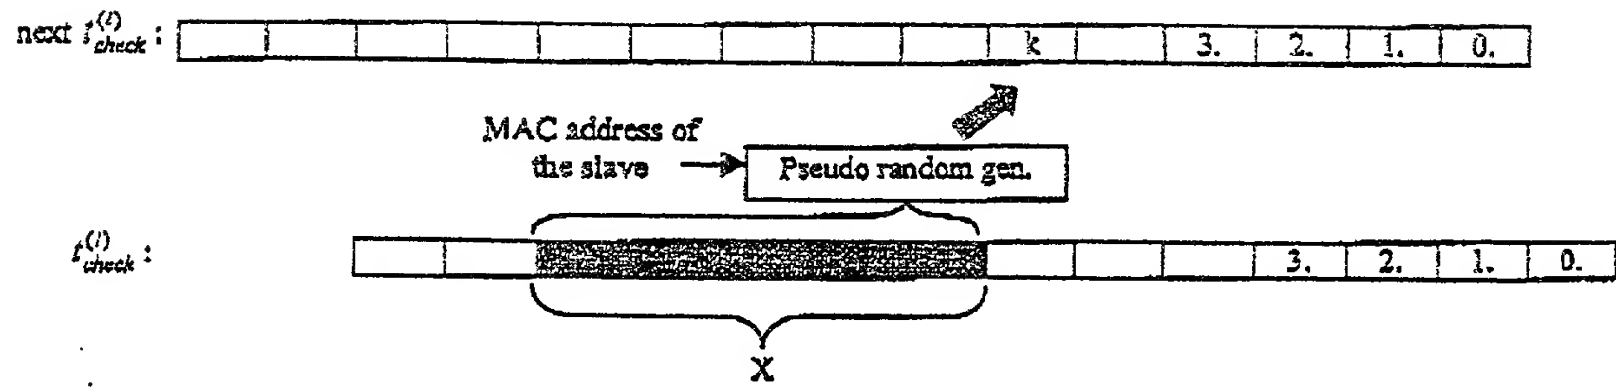 next t_check^(i) :
k 3. 2. 1. 0.
MAC address of
the slave
Pseudo random gen.
t_check^(i) :
3. 2. 1. 0.
X